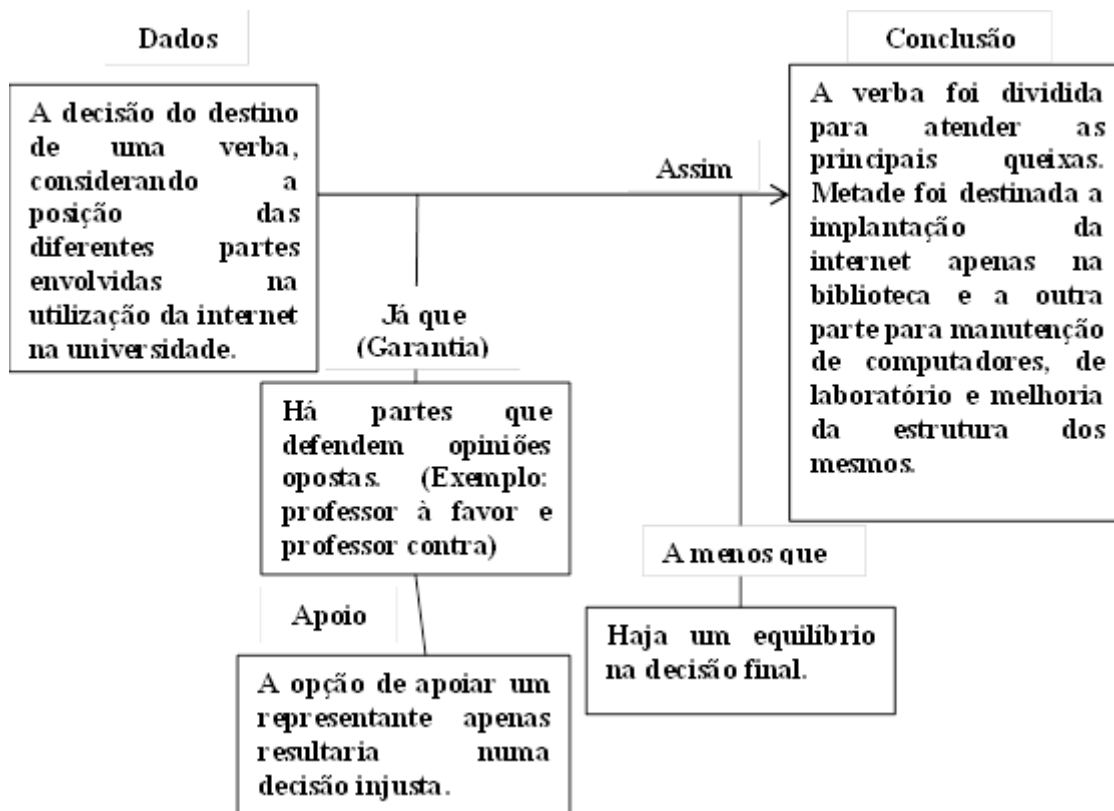 Dados
A decisão do destino
de uma verba,
considerando a
posição das
diferentes partes
envolvidas na
utilização da internet
na universidade.
Assim
Conclusão
A verba foi dividida
para atender as
principais queixas.
Metade foi destinada a
implantação da
internet apenas na
biblioteca e a outra
parte para manutenção
de computadores, de
laboratório e melhoria
da estrutura dos
mesmos.
Já que
(Garantia)
Há partes que
defendem opiniões
opostas. (Exemplo:
professor à favor e
professor contra)
Apoio
A opção de apoiar um
representante apenas
resultaria numa
decisão injusta.
A menos que
Haja um equilíbrio
na decisão final.